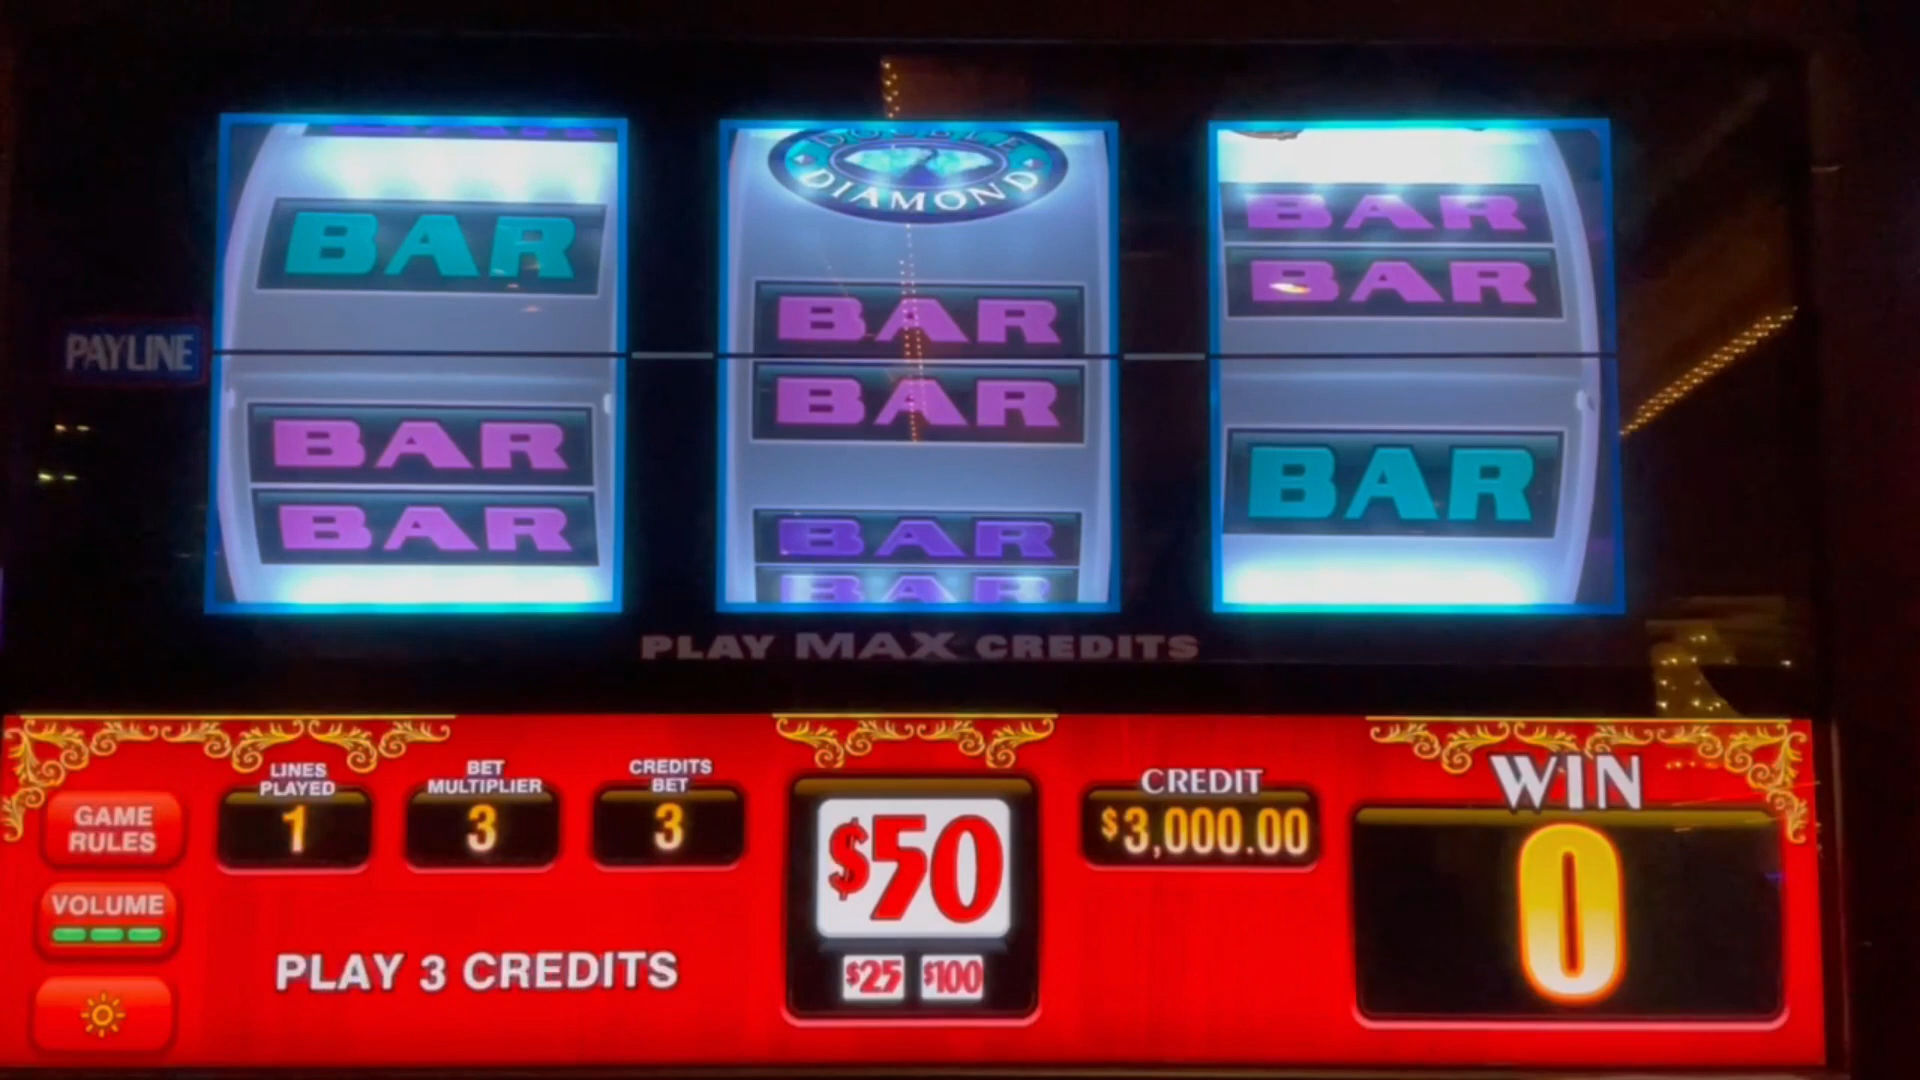 DOUBLE
DIAMOND
BAR
BAR
BAR
BAR
BAR
PAYLINE
BAR
BAR
BAR
BAR
BAR
BAR
PLAY MAX CREDITS
GAME
RULES
LINES
PLAYED
1
BET
MULTIPLIER
3
CREDITS
BET
3
$50
$25 $100
CREDIT
$3,000.00
WIN
0
VOLUME
PLAY 3 CREDITS